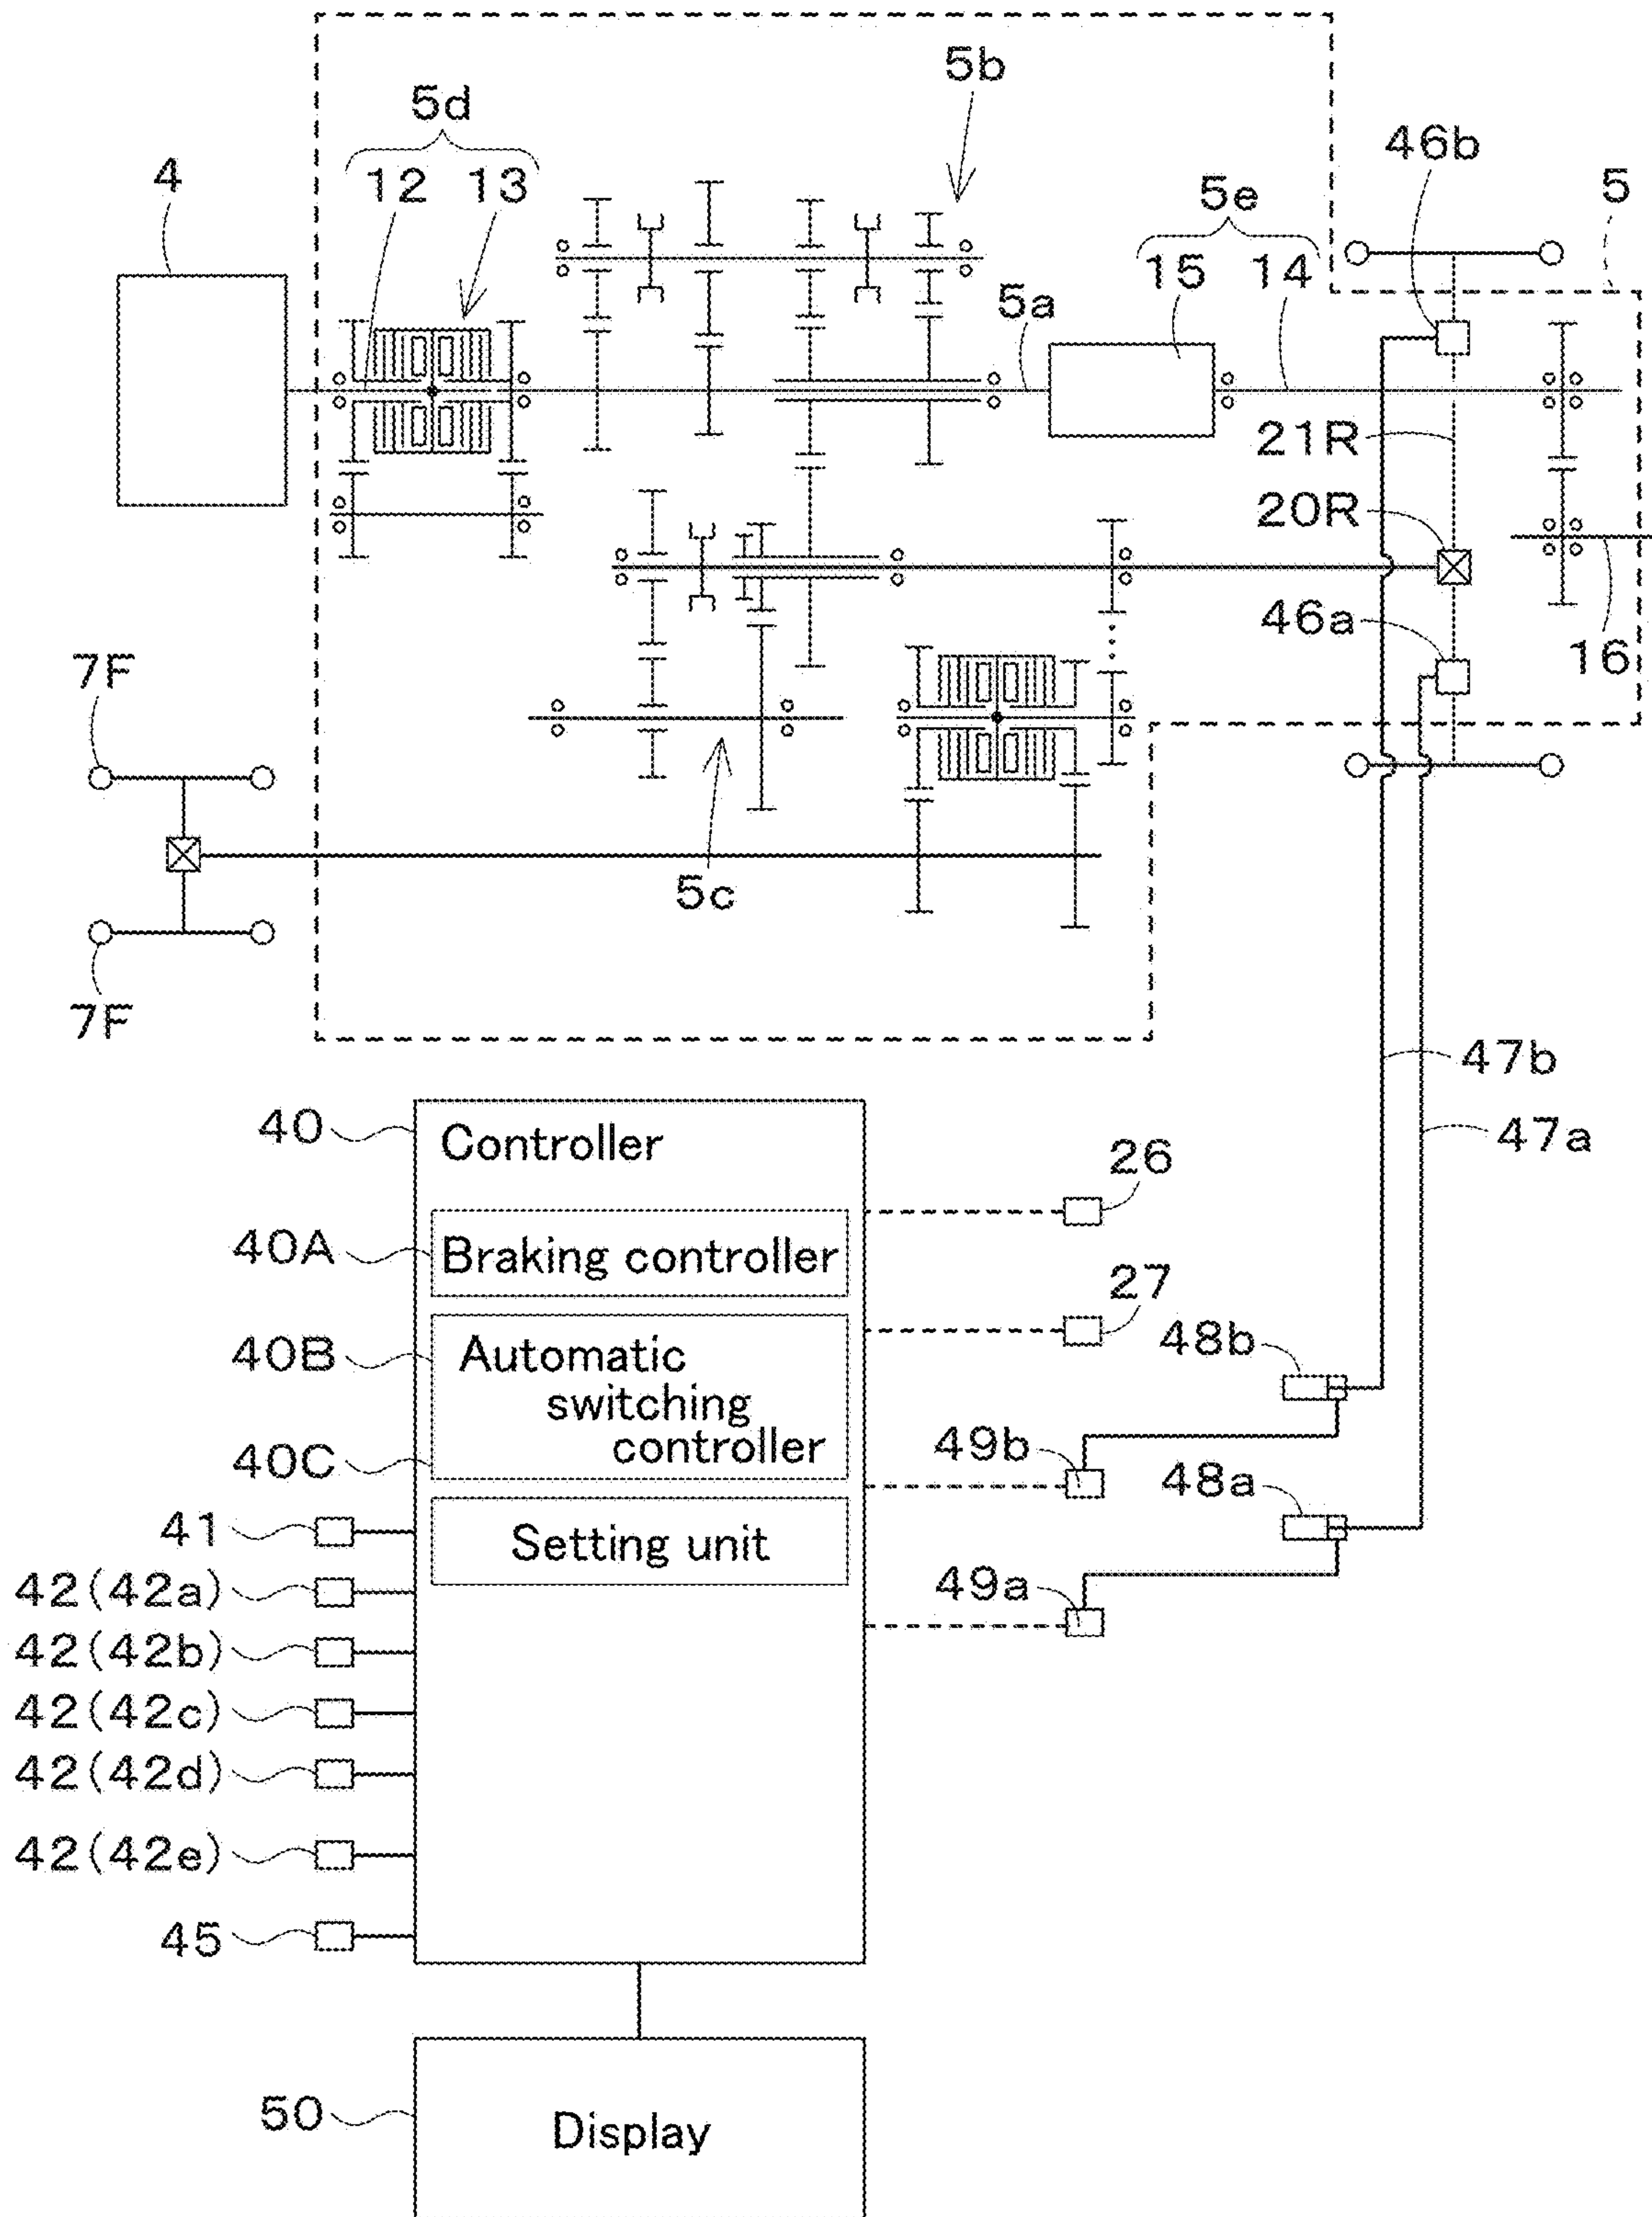 5b
5d
46b
4
12
13
5e
5
15
14
5a
21R
20R
46a
16
7F
5c
7F
47b
40
Controller
47a
26
40A
Braking controller
27
40B
Automatic
switching
controller
48b
40C
49b
48a
41
Setting unit
49a
42(42a)
42(42b)
42(42c)
42(42d)
42(42e)
45
50
Display